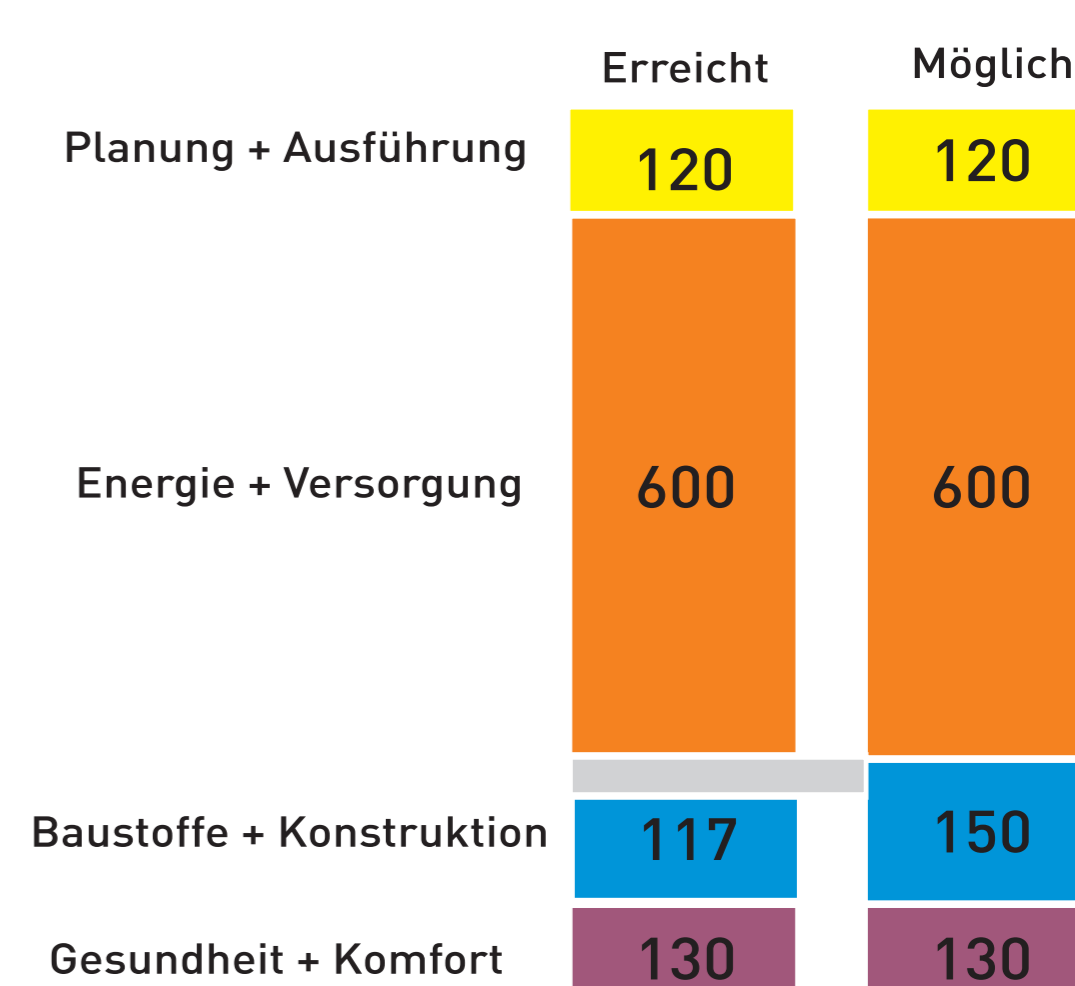 Erreicht Möglich
Planung + Ausführung 120 120
Energie + Versorgung 600 600
Baustoffe + Konstruktion 117 150
Gesundheit + Komfort 130 130